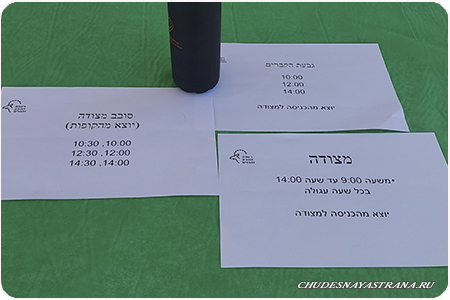 גבעת הקברים
10:00
12:00
14:00
יוצא מהכניסה למצודה
סובב מצודה
(יוצא מהקופות)
10:30 ,10:00
12:30 ,12:00
14:30 ,14:00
מצודה
•משעה 9:00 עד שעה 14:00
בכל שעה עגולה
יוצא מהכניסה למצודה
CHUDESNAYASTRANA.RU